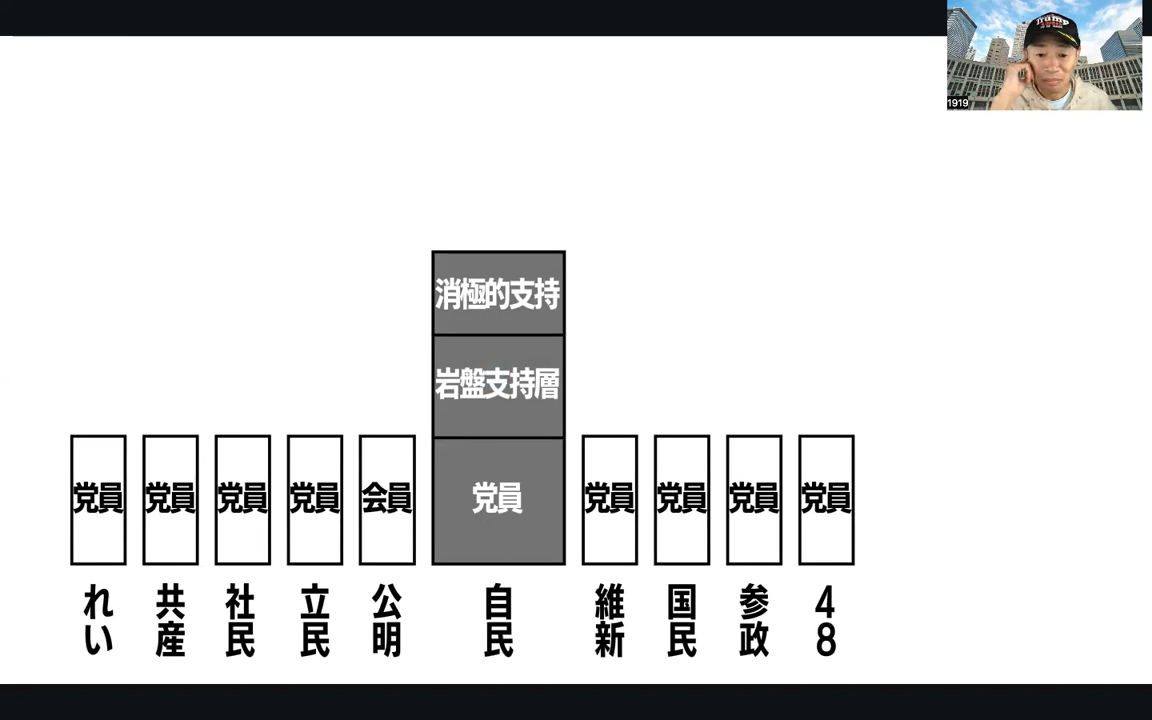 Trump
1919
消極的支持
岩盤支持層
党員
党員
党員
党員
会員
党員
党員
党員
党員
党員
れい
共産
社民
立民
公明
自民
維新
国民
参政
48